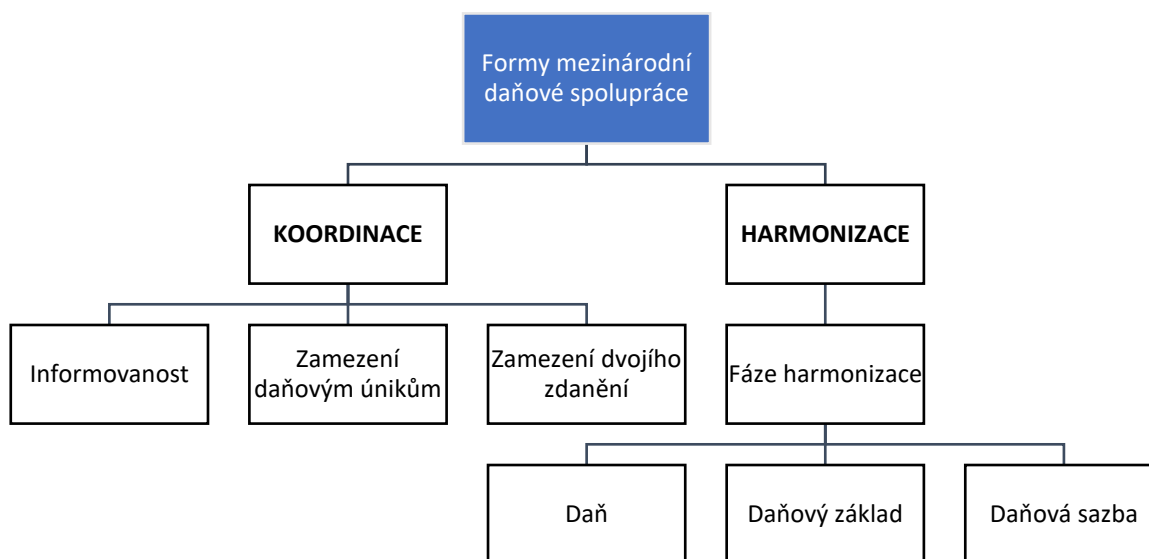 Formy mezinárodní
daňové spolupráce
KOORDINACE
HARMONIZACE
Informovanost
Zamezení
daňovým únikům
Zamezení dvojího
zdanění
Fáze harmonizace
Daň
Daňový základ
Daňová sazba